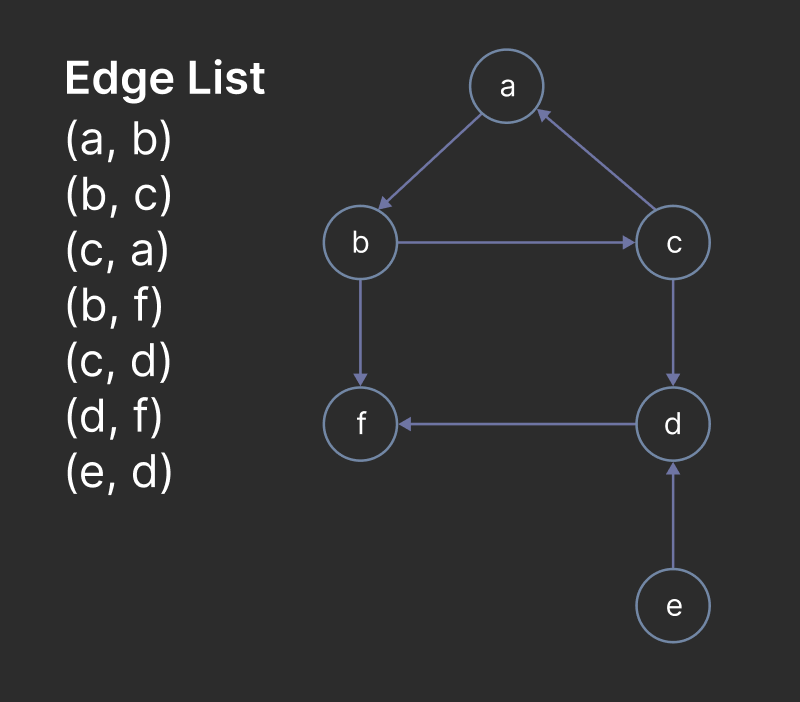 Edge List
(a, b)
(b, c)
(c, a)
(b, f)
(c, d)
(d, f)
(e, d)
a
b
c
f
d
e